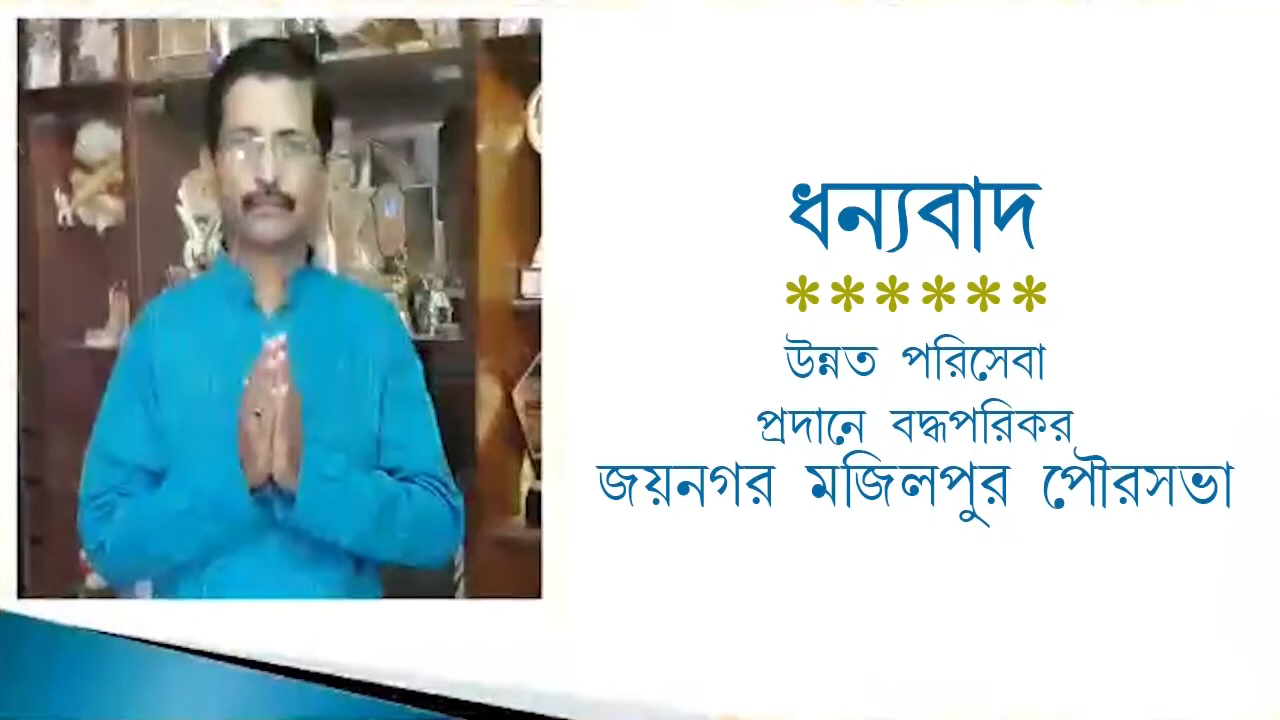 ধন্যবাদ
******
উন্নত পরিসেবা
প্রদানে বদ্ধপরিকর
জয়নগর মজিলপুর পৌরসভা